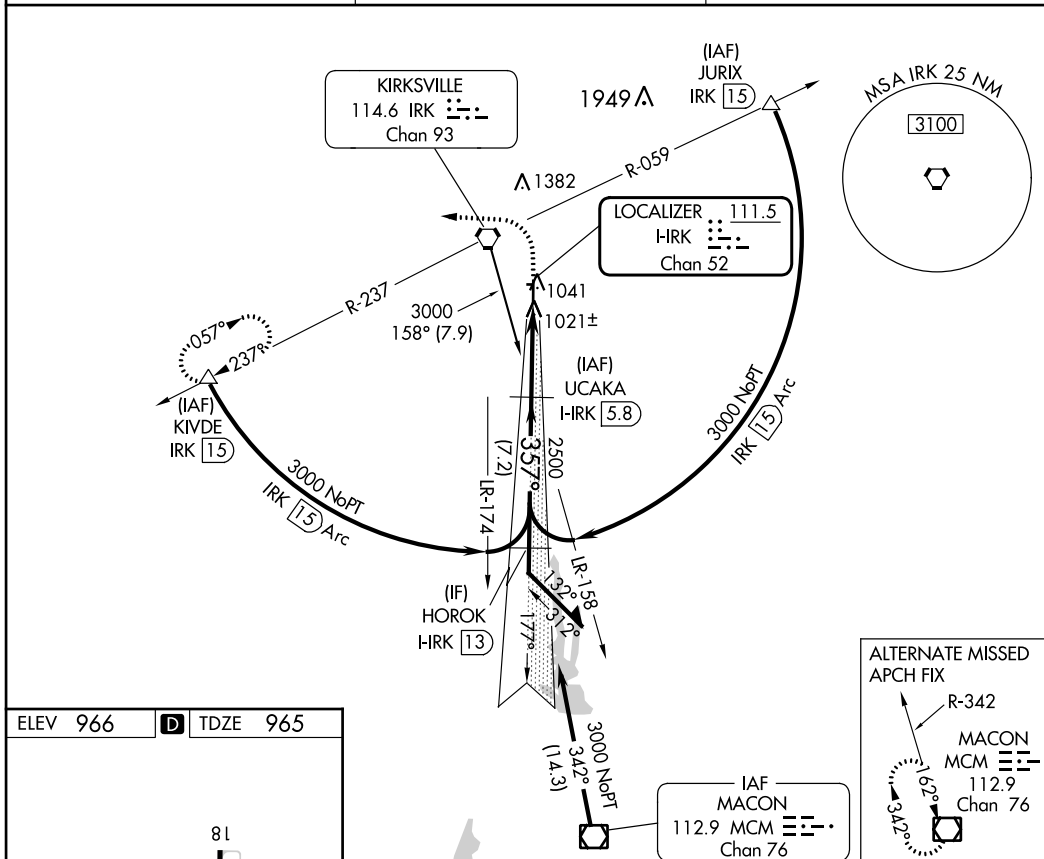 (IAF)
JURIX
IRK 15
KIRKSVILLE
114.6 IRK
Chan 93
1949
MSA IRK 25 NM
3100
R-059
1382
LOCALIZER 111.5
I-IRK
Chan 52
R-237
3000
158° (7.9)
1041
1021±
057°
237°
(IAF)
KIVDE
IRK 15
(IAF)
UCAKA
I-IRK 5.8
3000 NoPT
IRK 15 Arc
3000 NoPT
IRK 15 Arc
357°
(7.2)
2500
LR-174
LR-158
(IF)
HOROK
I-IRK 13
132°
312°
177°
3000 NoPT
342°
(14.3)
IAF
MACON
112.9 MCM
Chan 76
ALTERNATE MISSED
APCH FIX
R-342
MACON
MCM
112.9
Chan 76
162°
342°
ELEV 966 D TDZE 965
18